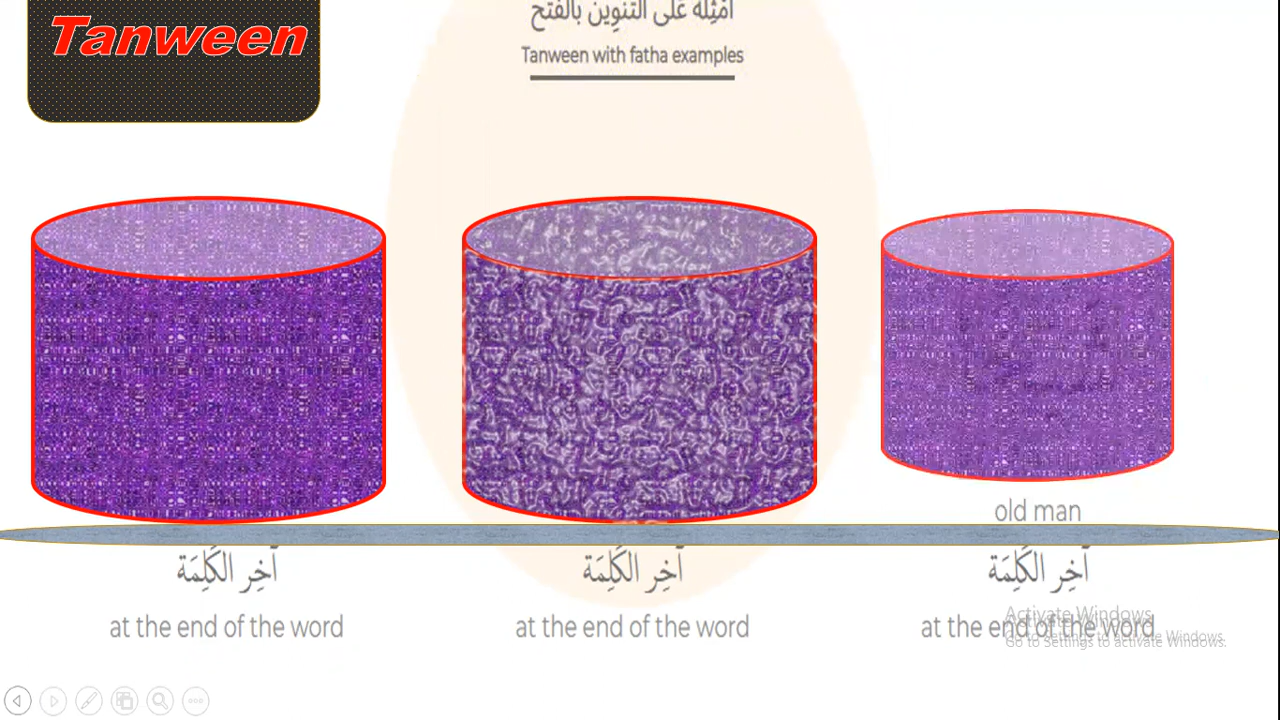 Tanween
أمثلة على التنوين بالفتح
Tanween with fatha examples
old man
آخِر الكَلِمَة
آخِر الكَلِمَة
آخِر الكَلِمَة
at the end of the word
at the end of the word
at the end of the word
Activate Windows
Go to Settings to activate Windows.